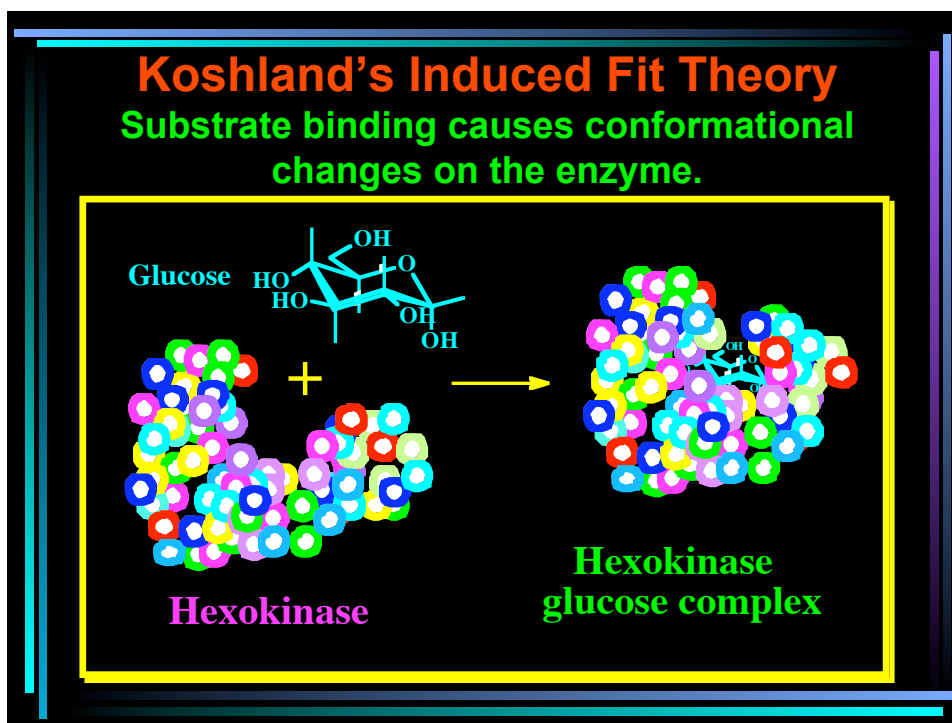 Koshland’s Induced Fit Theory
Substrate binding causes conformational
changes on the enzyme.
OH
Glucose
HO
O
HO
OH
OH
+
OH
O
O
Hexokinase
Hexokinase
glucose complex